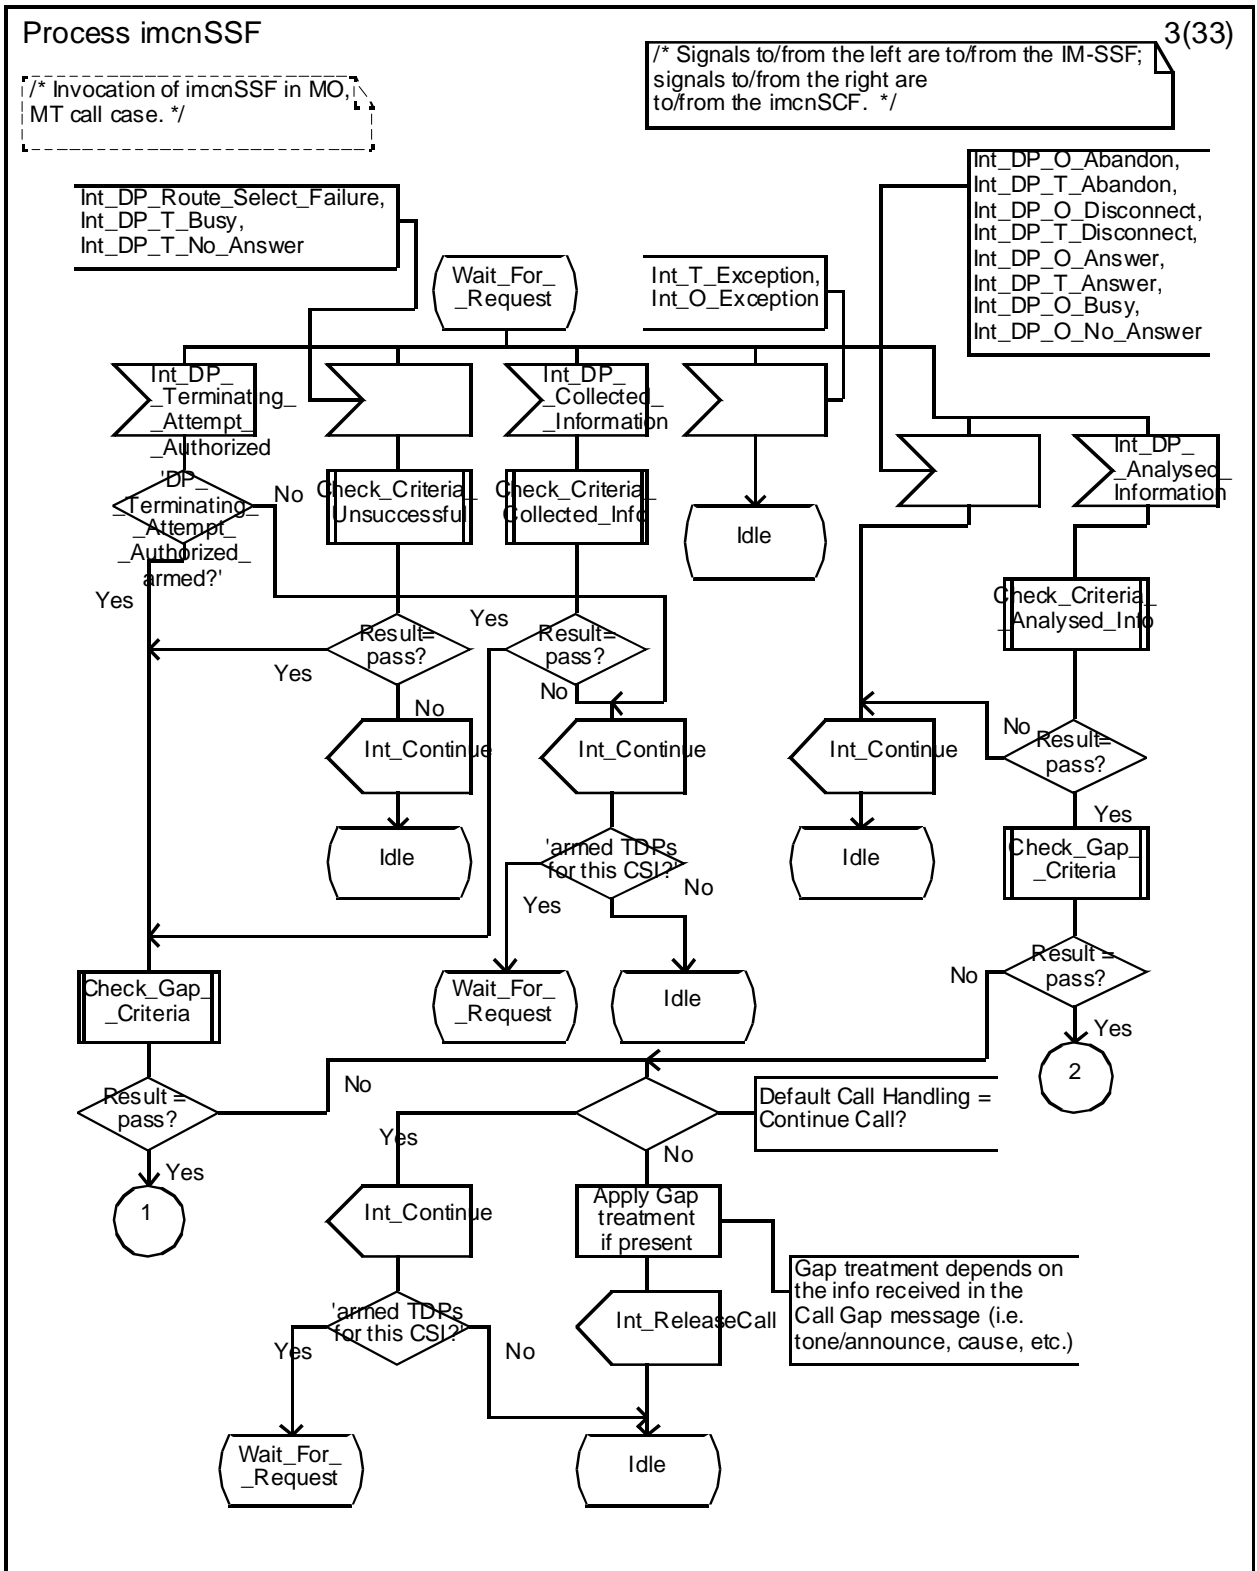 Process imcnSSF
3(33)
/* Signals to/from the left are to/from the IM-SSF;
signals to/from the right are
to/from the imcnSCF.  */
/* Invocation of imcnSSF in MO,
MT call case. */
Int_DP_Route_Select_Failure,
Int_DP_T_Busy,
Int_DP_T_No_Answer
Wait_For_
_Request
Int_T_Exception,
Int_O_Exception
Int_DP_O_Abandon,
Int_DP_T_Abandon,
Int_DP_O_Disconnect,
Int_DP_T_Disconnect,
Int_DP_O_Answer,
Int_DP_T_Answer,
Int_DP_O_Busy,
Int_DP_O_No_Answer
Int_DP_
_Terminating_
_Attempt_
_Authorized
Int_DP_
_Collected_
_Information
Int_DP_
_Analysed_
Information
'DP_
_Terminating_
_Attempt_
_Authorized_
armed?'
No
Yes
Check_Criteria_
Unsuccessful
Check_Criteria_
Collected_Info
Idle
Check_Criteria_
_Analysed_Info
Result=
pass?
Yes
No
Yes
Result=
pass?
No
No
Result=
pass?
Yes
Int_Continue
Int_Continue
Int_Continue
Idle
'armed TDPs
for this CSI?'
Yes
No
Idle
Check_Gap_
_Criteria
Check_Gap_
_Criteria
Wait_For_
_Request
Idle
No
Result =
pass?
Yes
2
Result =
pass?
No
Yes
1
Default Call Handling =
Continue Call?
Yes
No
Int_Continue
Apply Gap
treatment
if present
Gap treatment depends on
the info received in the
Call Gap message (i.e.
tone/announce, cause, etc.)
'armed TDPs
for this CSI?'
Yes
No
Int_ReleaseCall
Wait_For_
_Request
Idle